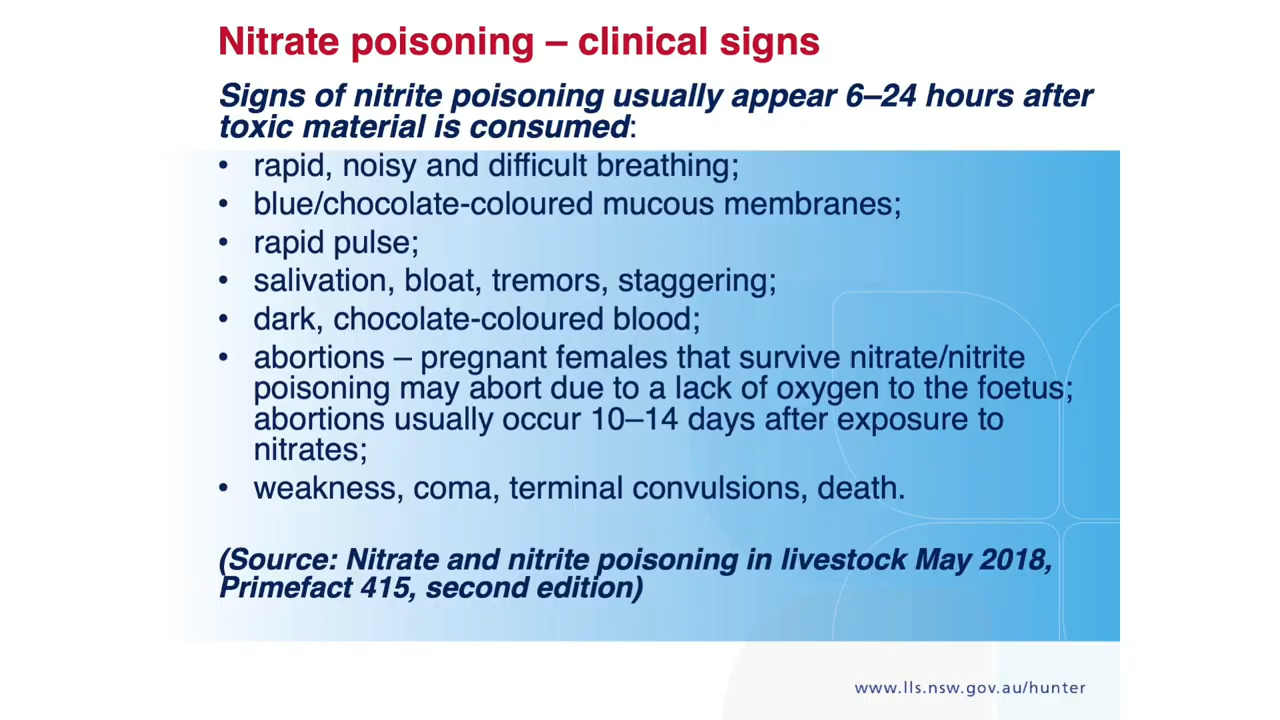 Nitrate poisoning – clinical signs
Signs of nitrite poisoning usually appear 6–24 hours after
toxic material is consumed:
• rapid, noisy and difficult breathing;
• blue/chocolate-coloured mucous membranes;
• rapid pulse;
• salivation, bloat, tremors, staggering;
• dark, chocolate-coloured blood;
• abortions – pregnant females that survive nitrate/nitrite
poisoning may abort due to a lack of oxygen to the foetus;
abortions usually occur 10–14 days after exposure to
nitrates;
• weakness, coma, terminal convulsions, death.
(Source: Nitrate and nitrite poisoning in livestock May 2018,
Primefact 415, second edition)
www.lls.nsw.gov.au/hunter